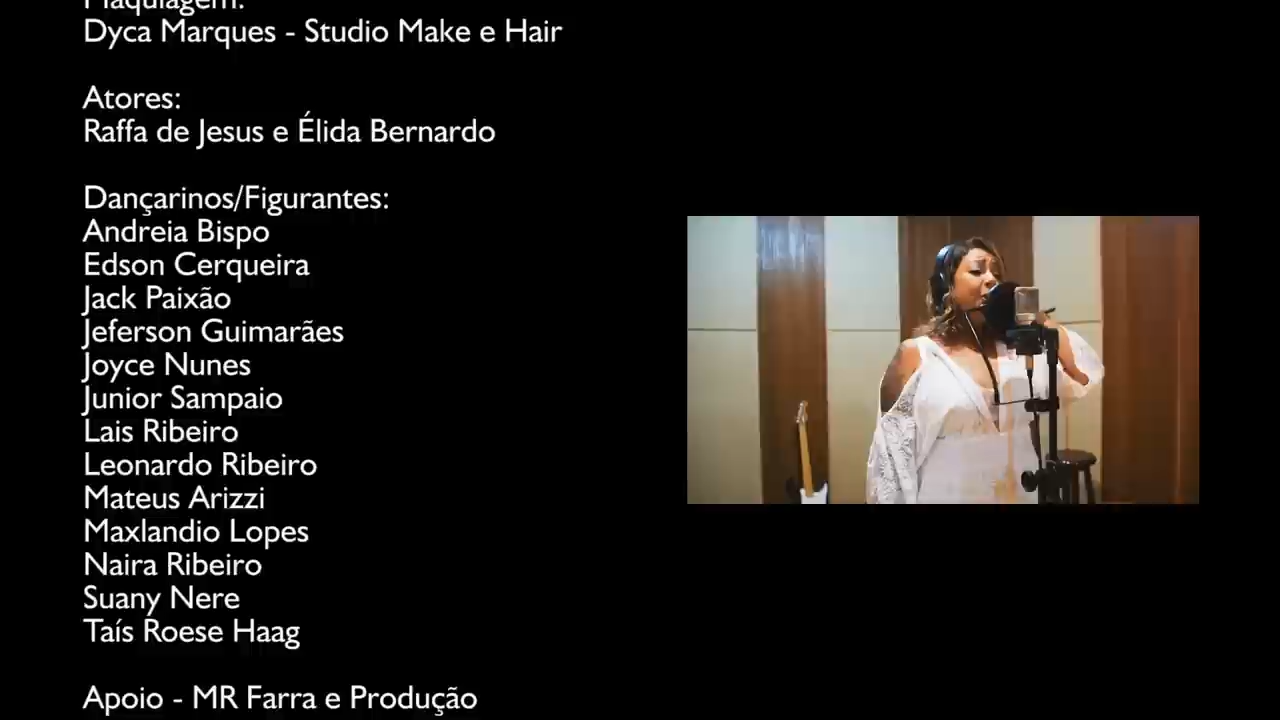 Maquiagem:
Dyca Marques - Studio Make e Hair
Atores:
Raffa de Jesus e Élida Bernardo
Dançarinos/Figurantes:
Andreia Bispo
Edson Cerqueira
Jack Paixão
Jeferson Guimarães
Joyce Nunes
Junior Sampaio
Lais Ribeiro
Leonardo Ribeiro
Mateus Arizzi
Maxlandio Lopes
Naira Ribeiro
Suany Nere
Taís Roese Haag
Apoio - MR Farra e Produção